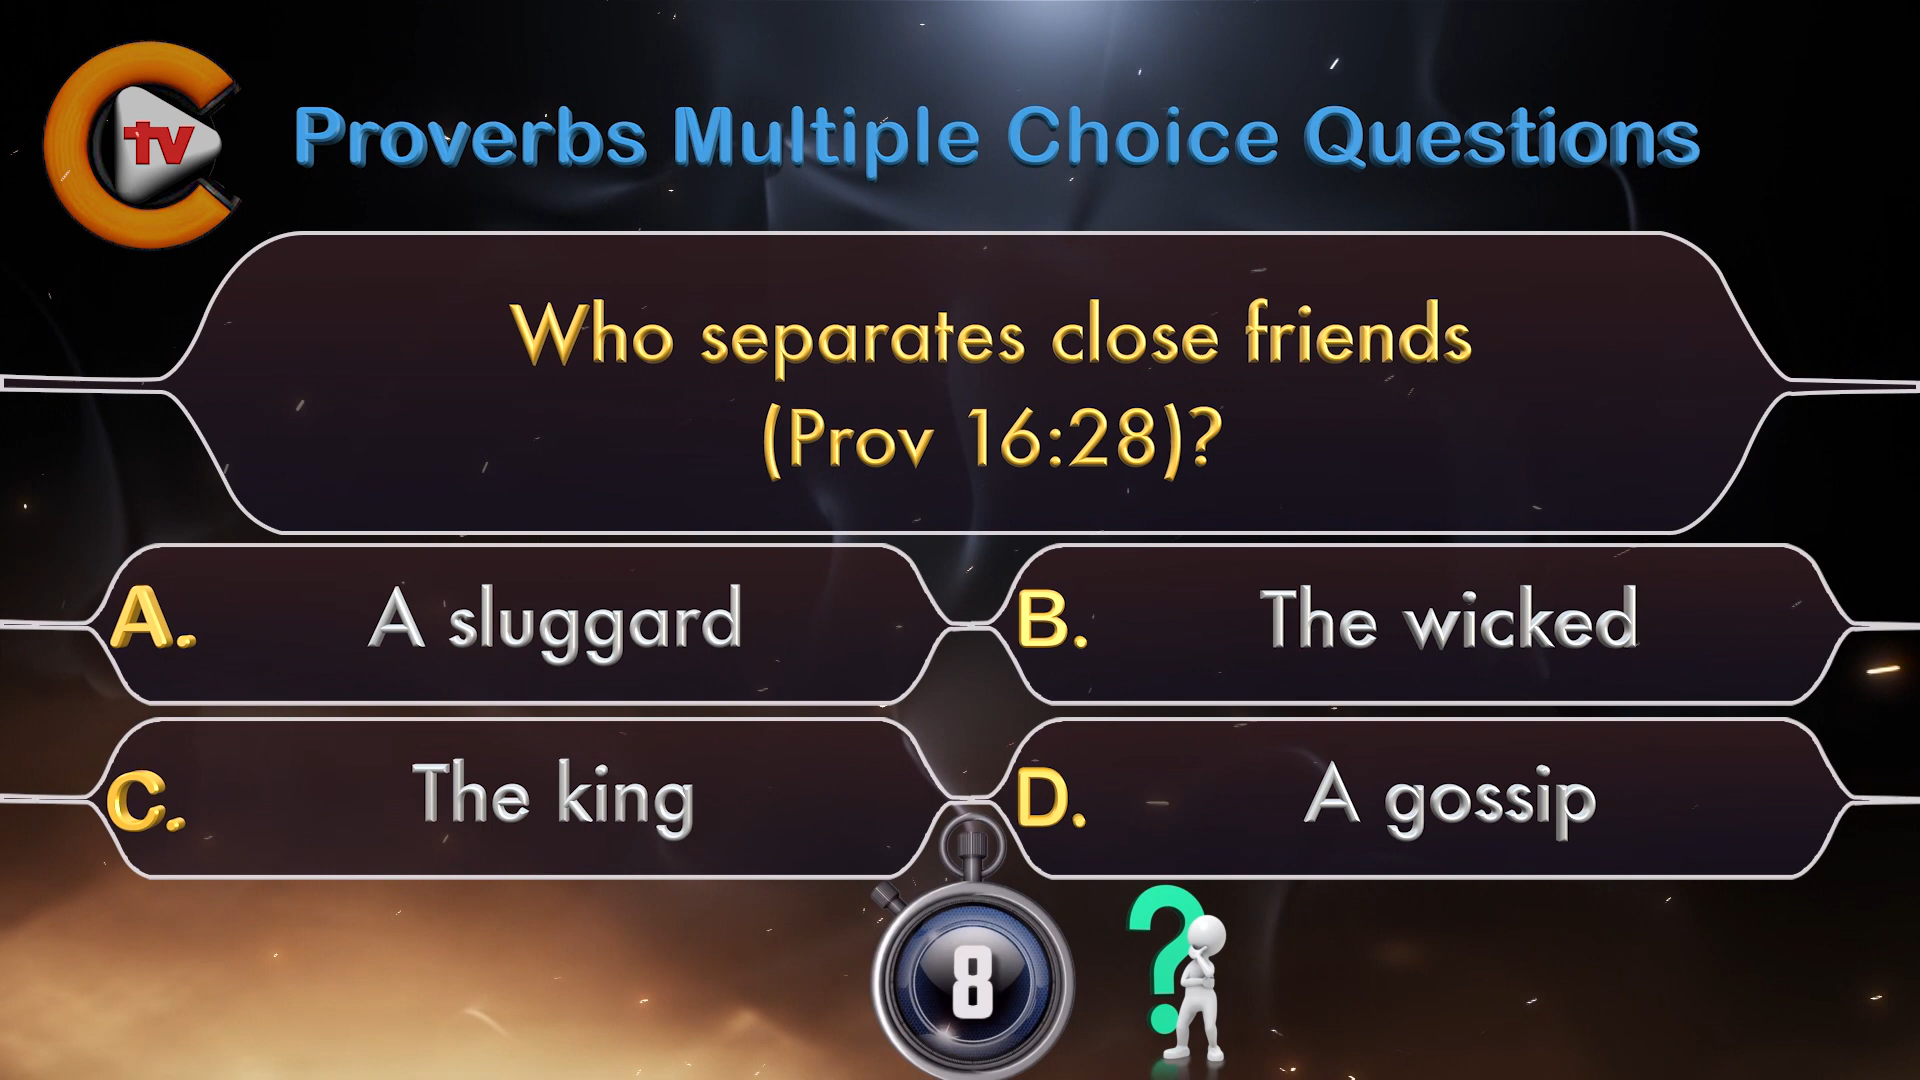 tv
Proverbs Multiple Choice Questions
Who separates close friends
(Prov 16:28)?
A. A sluggard
B. The wicked
C. The king
D. A gossip
8
?